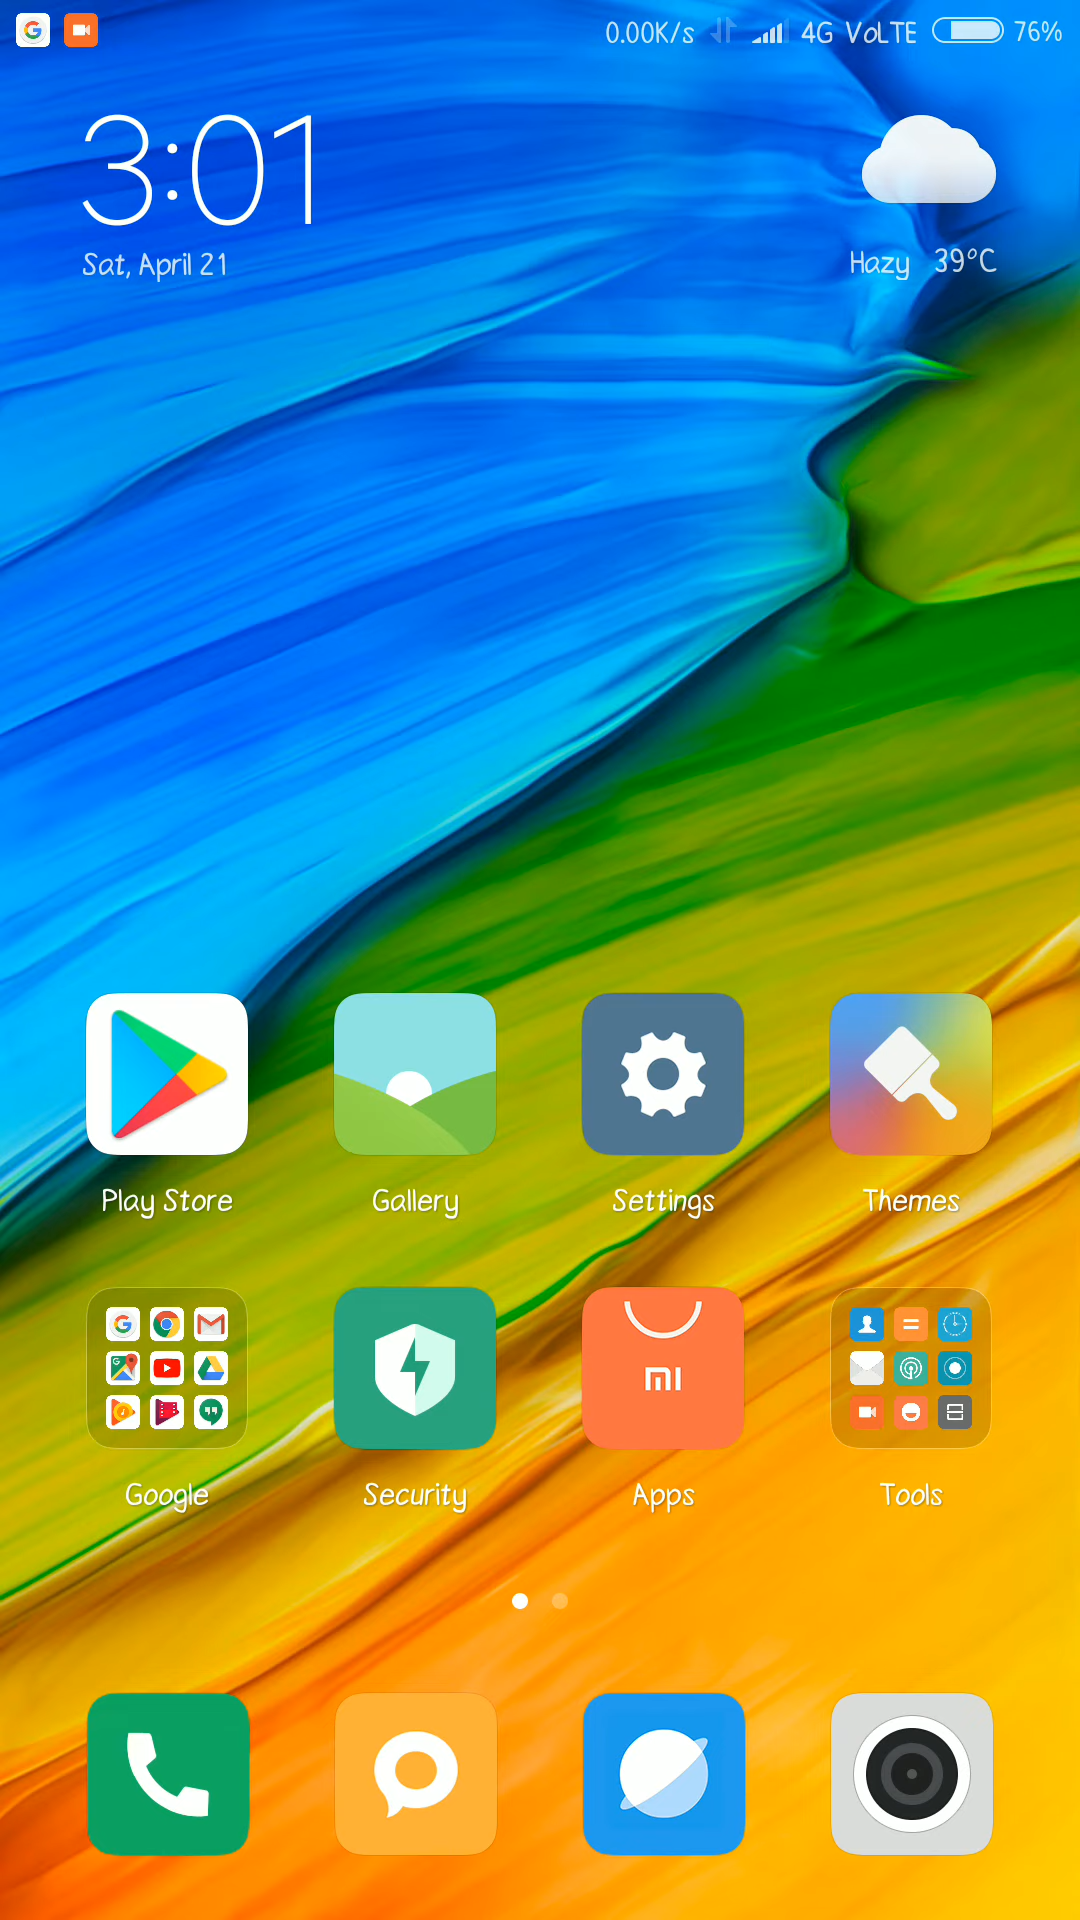 0.00K/s 4G VoLTE 76%
3:01
Sat, April 21
Hazy 39°C
Play Store Gallery Settings Themes
mi
Google Security Apps Tools